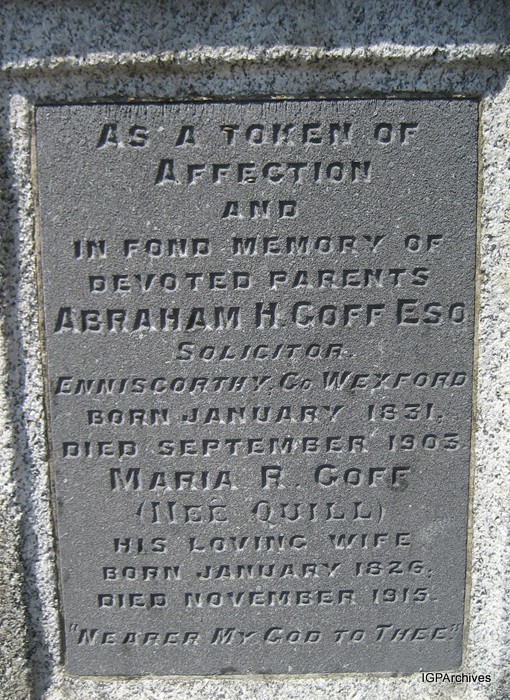 AS A TOKEN OF
AFFECTION
AND
IN FOND MEMORY OF
DEVOTED PARENTS
ABRAHAM H. GOFF ESQ
SOLICITOR.
ENNISCORTHY, CO WEXFORD
BORN JANUARY 1831.
DIED SEPTEMBER 1903
MARIA R. GOFF
(NEE QUILL)
HIS LOVING WIFE
BORN JANUARY 1826.
DIED NOVEMBER 1915.
"NEARER MY GOD TO THEE"
IGPArchives